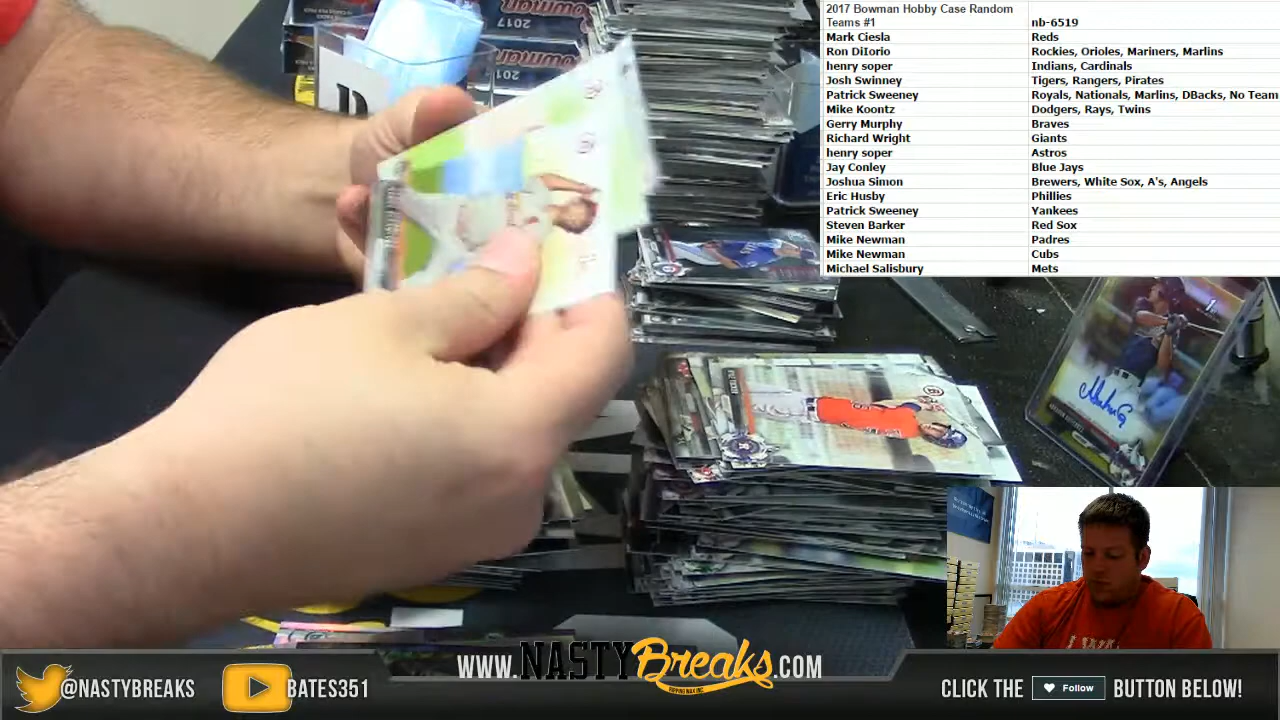 2017 Bowman Hobby Case Random
Teams #1 nb-6519
Mark Ciesla Reds
Ron DiIorio Rockies, Orioles, Mariners, Marlins
henry soper Indians, Cardinals
Josh Swinney Tigers, Rangers, Pirates
Patrick Sweeney Royals, Nationals, Marlins, DBacks, No Team
Mike Koontz Dodgers, Rays, Twins
Gerry Murphy Braves
Richard Wright Giants
henry soper Astros
Jay Conley Blue Jays
Joshua Simon Brewers, White Sox, A's, Angels
Eric Husby Phillies
Patrick Sweeney Yankees
Steven Barker Red Sox
Mike Newman Padres
Mike Newman Cubs
Michael Salisbury Mets
2017
Bowman
@NASTYBREAKS
BATES351
WWW.NASTYBreaks.COM
CLICK THE Follow BUTTON BELOW!